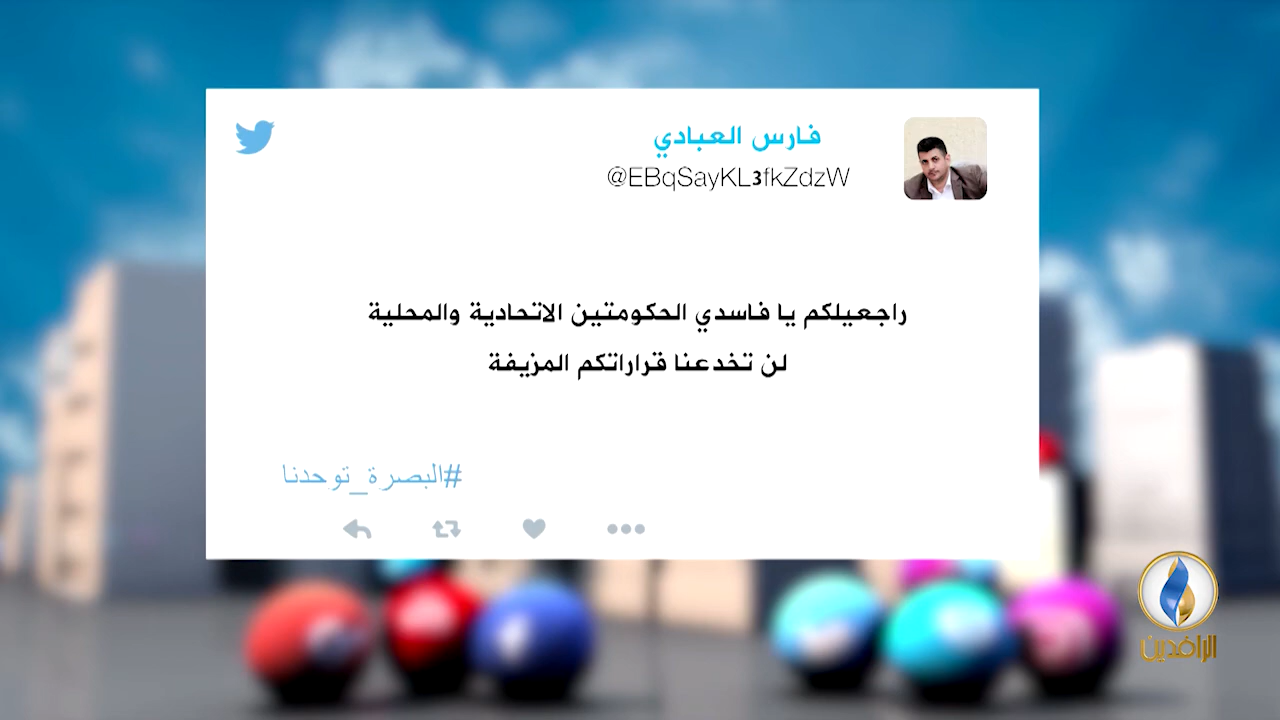 فارس العبادي
@EBqSayKL3fkZdzW
راجعيلكم يا فاسدي الحكومتين الاتحادية والمحلية
لن تخدعنا قراراتكم المزيفة
#البصرة_توحدنا
الرافدين